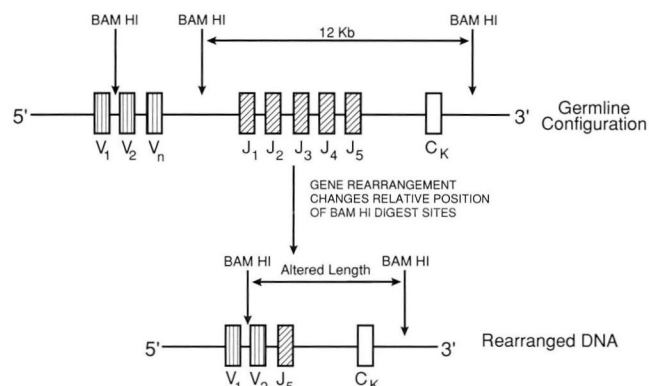 BAM HI BAM HI BAM HI
12 Kb
5' 3'
Germline
Configuration
V1 V2 Vn J1 J2 J3 J4 J5 CK
GENE REARRANGEMENT
CHANGES RELATIVE POSITION
OF BAM HI DIGEST SITES
BAM HI BAM HI
Altered Length
5' 3'
Rearranged DNA
V1 V2 J5 CK